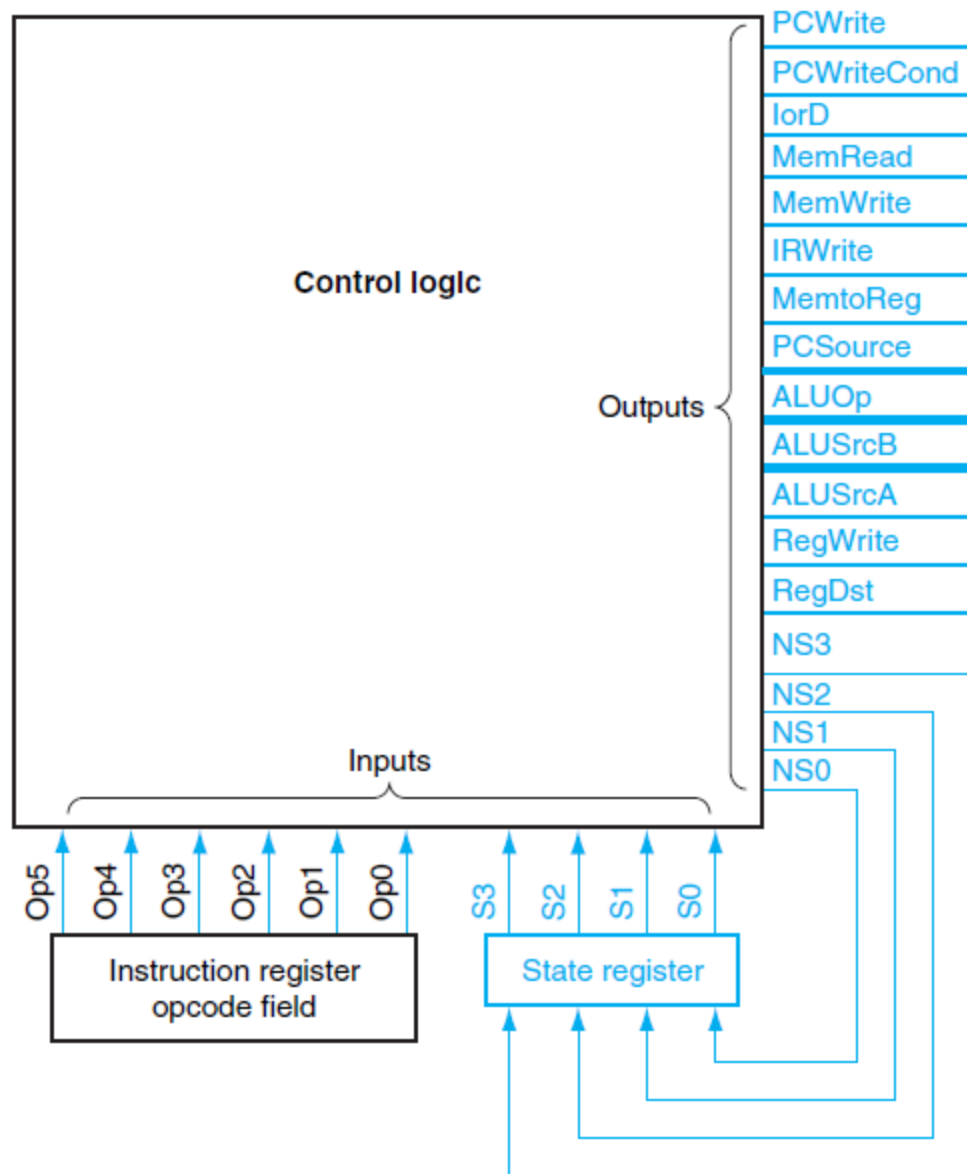 PCWrite
PCWriteCond
IorD
MemRead
MemWrite
IRWrite
MemtoReg
PCSource
ALUOp
ALUSrcB
ALUSrcA
RegWrite
RegDst
NS3
NS2
NS1
NS0
Control logic
Outputs
Inputs
Op5
Op4
Op3
Op2
Op1
Op0
S3
S2
S1
S0
Instruction register
opcode field
State register